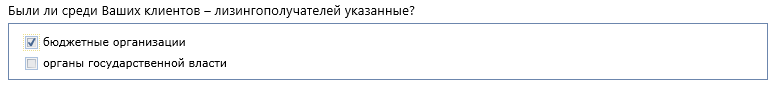 Были ли среди Ваших клиентов – лизингополучателей указанные?
бюджетные организации
органы государственной власти